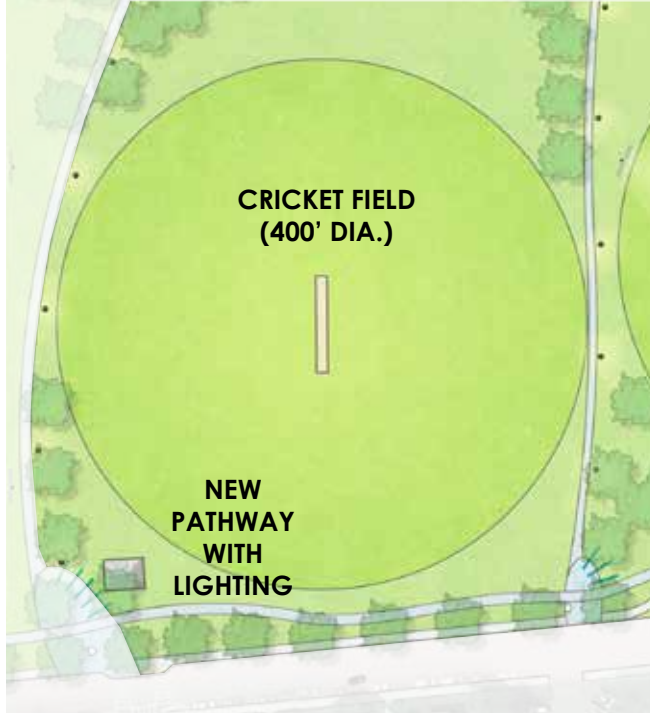 CRICKET FIELD
(400’ DIA.)
NEW
PATHWAY
WITH
LIGHTING